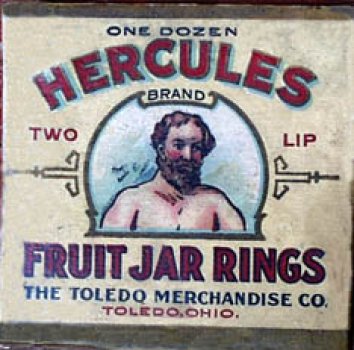 ONE DOZEN
HERCULES
BRAND
TWO LIP
FRUIT JAR RINGS
THE TOLEDO MERCHANDISE CO.
TOLEDO, OHIO.